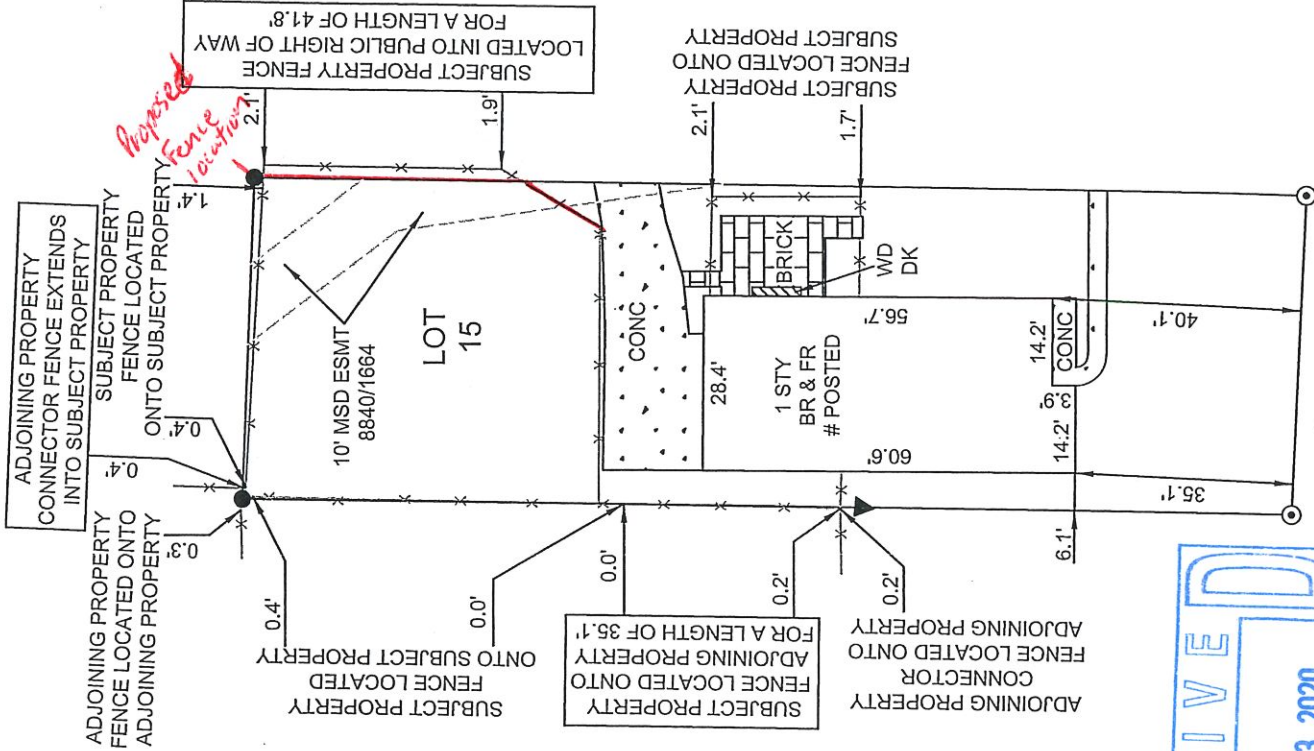 SUBJECT PROPERTY FENCE
LOCATED INTO PUBLIC RIGHT OF WAY
FOR A LENGTH OF 41.8'
Proposed
Fence
location
2.1'
1.9'
ADJOINING PROPERTY
CONNECTOR FENCE EXTENDS
INTO SUBJECT PROPERTY
SUBJECT PROPERTY
FENCE LOCATED
ONTO SUBJECT PROPERTY
1.4'
0.4'
0.4'
ADJOINING PROPERTY
FENCE LOCATED ONTO
ADJOINING PROPERTY
0.3'
SUBJECT PROPERTY
FENCE LOCATED ONTO
SUBJECT PROPERTY
2.1'
1.7'
10' MSD ESMT
8840/1664
LOT
15
CONC
BRICK
WD
DK
28.4'
56.7'
1 STY
BR & FR
# POSTED
60.6'
14.2'
CONC
3.9'
14.2'
40.1'
35.1'
6.1'
0.4'
0.0'
SUBJECT PROPERTY
FENCE LOCATED
ONTO SUBJECT PROPERTY
0.0'
0.2'
SUBJECT PROPERTY
FENCE LOCATED ONTO
ADJOINING PROPERTY
FOR A LENGTH OF 35.1'
0.2'
ADJOINING PROPERTY
CONNECTOR
FENCE LOCATED ONTO
ADJOINING PROPERTY
I V E D
2020